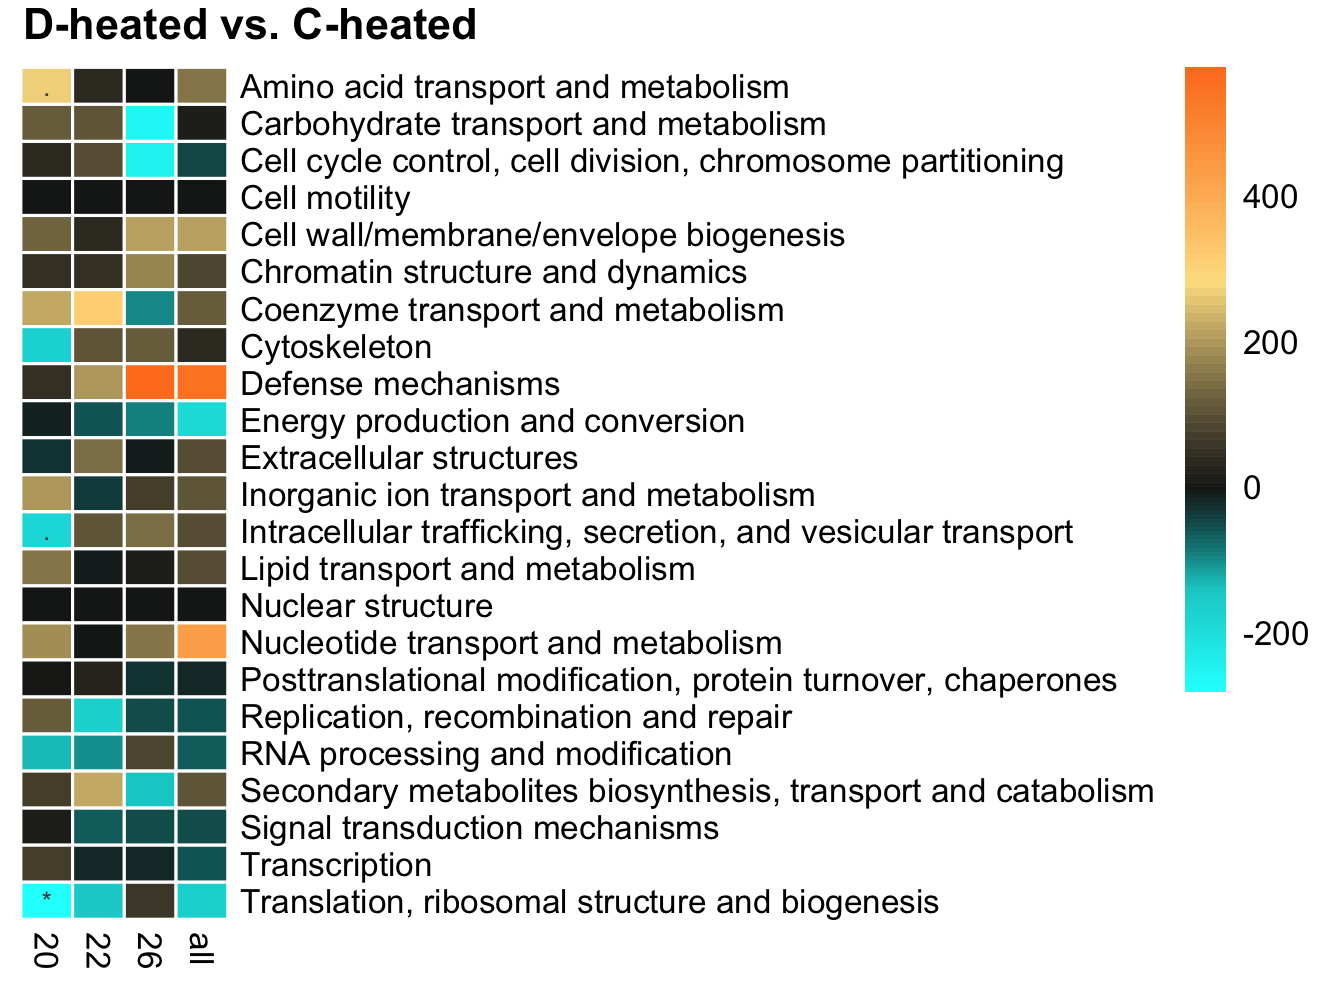 D-heated vs. C-heated
. Amino acid transport and metabolism
Carbohydrate transport and metabolism
Cell cycle control, cell division, chromosome partitioning
Cell motility
Cell wall/membrane/envelope biogenesis
Chromatin structure and dynamics
Coenzyme transport and metabolism
Cytoskeleton
Defense mechanisms
Energy production and conversion
Extracellular structures
Inorganic ion transport and metabolism
. Intracellular trafficking, secretion, and vesicular transport
Lipid transport and metabolism
Nuclear structure
Nucleotide transport and metabolism
Posttranslational modification, protein turnover, chaperones
Replication, recombination and repair
RNA processing and modification
Secondary metabolites biosynthesis, transport and catabolism
Signal transduction mechanisms
Transcription
* Translation, ribosomal structure and biogenesis
20 22 26 all
400
200
0
-200